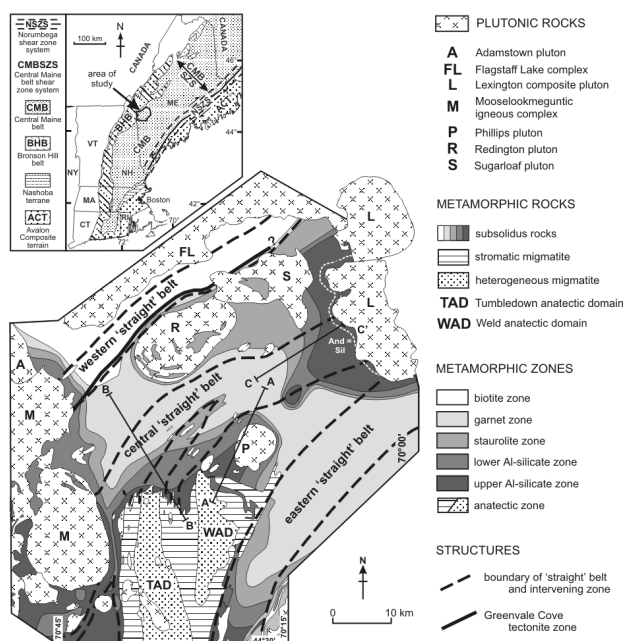 NSZS
Norumbega
shear zone
system
CMBSZS
Central Maine
belt shear
zone system
CMB
Central Maine
belt
BHB
Bronson Hill
belt
Nashoba
terrane
ACT
Avalon
Composite
terrain
N
100 km
CANADA
CANADA
area of
study
46°
CMB
SZS
ME
NSZS
44°
BHB
VT
CMB
NY
NH
MA
Boston
42°
CT
RI
70°
72°
PLUTONIC ROCKS
A Adamstown pluton
FL Flagstaff Lake complex
L Lexington composite pluton
M Mooselookmeguntic
igneous complex
P Phillips pluton
R Redington pluton
S Sugarloaf pluton
METAMORPHIC ROCKS
subsolidus rocks
stromatic migmatite
heterogeneous migmatite
TAD Tumbledown anatectic domain
WAD Weld anatectic domain
METAMORPHIC ZONES
biotite zone
garnet zone
staurolite zone
lower Al-silicate zone
upper Al-silicate zone
anatectic zone
STRUCTURES
boundary of 'straight' belt
and intervening zone
Greenvale Cove
tectonite zone
L
FL
?
S
western 'straight' belt
L
R
C'
And =
Sil
A
B
C
A
M
central 'straight' belt
P
eastern 'straight' belt
70°00'
A'
B'
WAD
M
TAD
N
0 10 km
70°45'
70°15'
44°30'